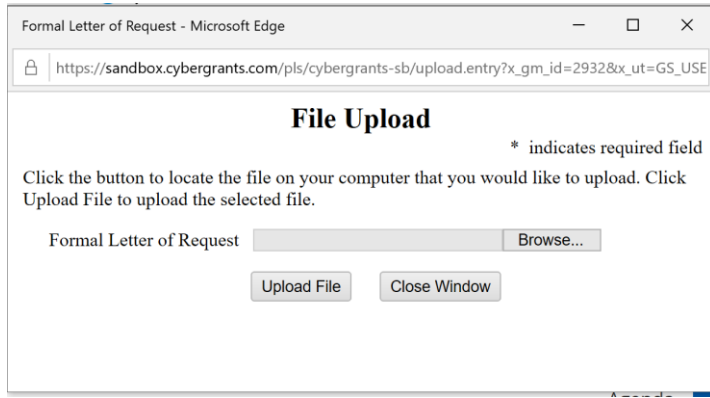 Formal Letter of Request - Microsoft Edge
https://sandbox.cybergrants.com/pls/cybergrants-sb/upload.entry?x_gm_id=2932&x_ut=GS_USE
File Upload
* indicates required field
Click the button to locate the file on your computer that you would like to upload. Click
Upload File to upload the selected file.
Formal Letter of Request Browse...
Upload File Close Window